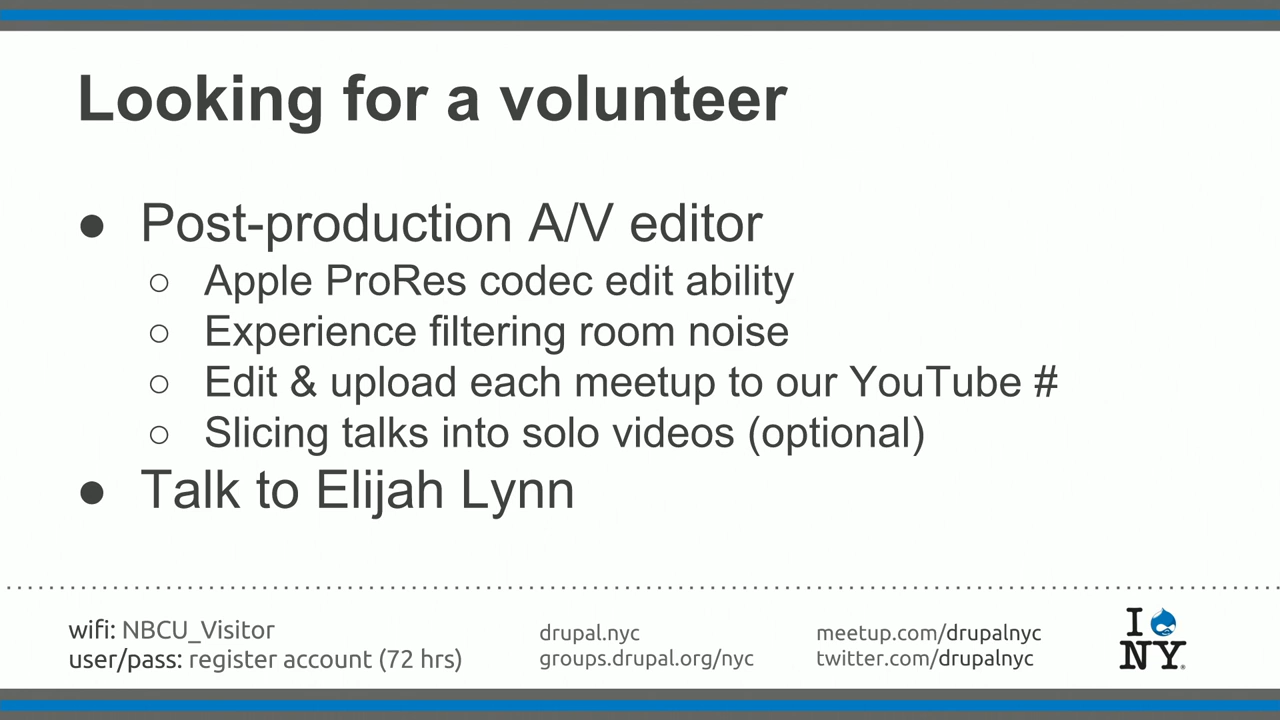 Looking for a volunteer
● Post-production A/V editor
○ Apple ProRes codec edit ability
○ Experience filtering room noise
○ Edit & upload each meetup to our YouTube #
○ Slicing talks into solo videos (optional)
● Talk to Elijah Lynn
wifi: NBCU_Visitor
user/pass: register account (72 hrs)
drupal.nyc
groups.drupal.org/nyc
meetup.com/drupalnyc
twitter.com/drupalnyc
I
NY®